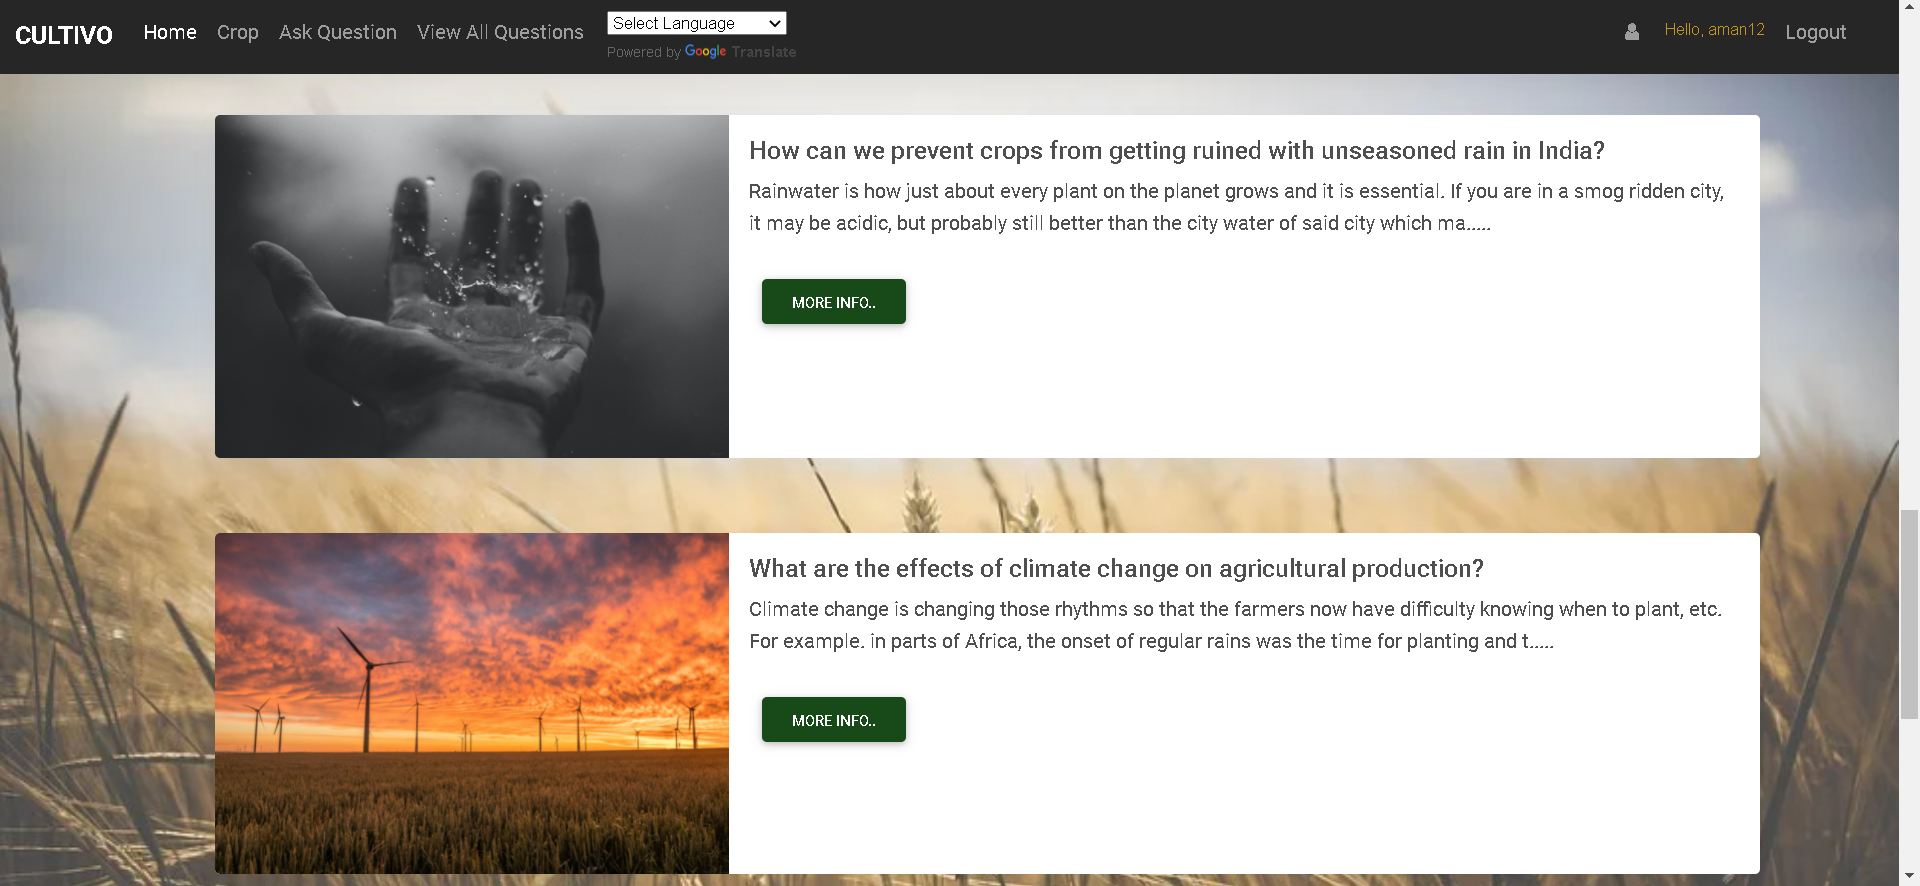 CULTIVO Home Crop Ask Question View All Questions Select Language Hello, aman12 Logout
Powered by Google Translate
How can we prevent crops from getting ruined with unseasoned rain in India?
Rainwater is how just about every plant on the planet grows and it is essential. If you are in a smog ridden city,
it may be acidic, but probably still better than the city water of said city which ma.....
MORE INFO..
What are the effects of climate change on agricultural production?
Climate change is changing those rhythms so that the farmers now have difficulty knowing when to plant, etc.
For example. in parts of Africa, the onset of regular rains was the time for planting and t.....
MORE INFO..